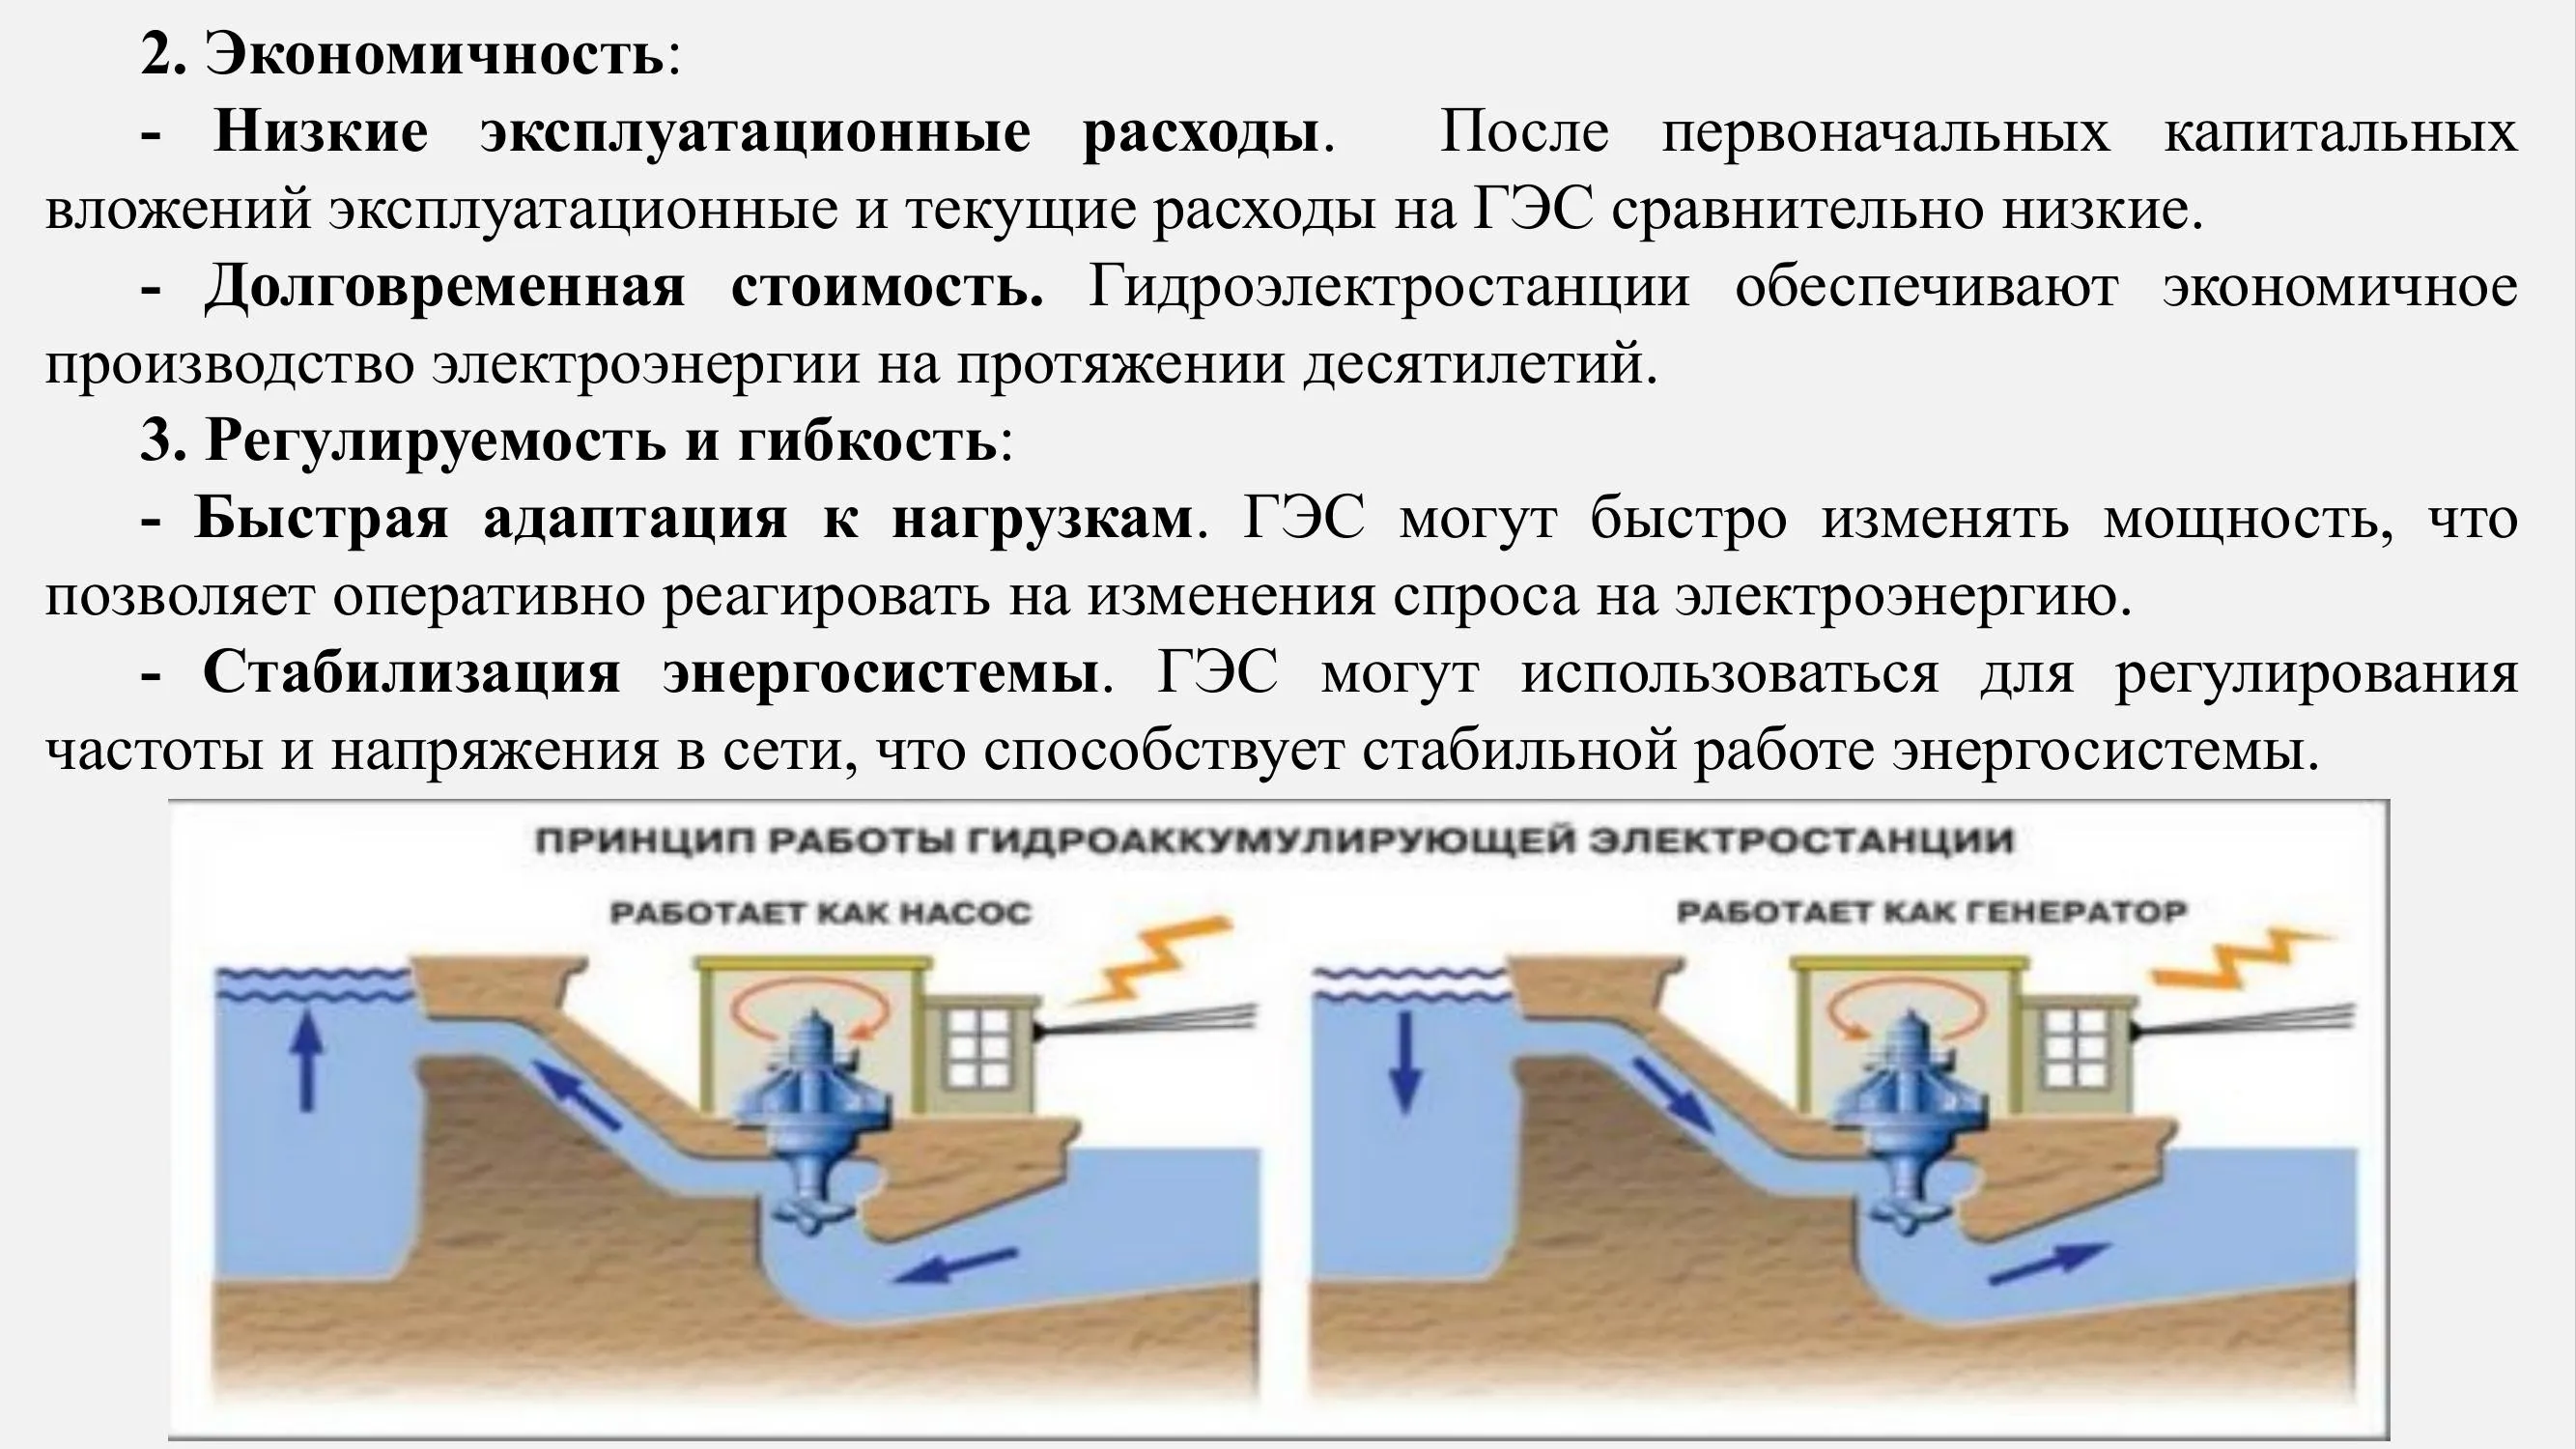 2. Экономичность:
- Низкие эксплуатационные расходы. После первоначальных капитальных
вложений эксплуатационные и текущие расходы на ГЭС сравнительно низкие.
- Долговременная стоимость. Гидроэлектростанции обеспечивают экономичное
производство электроэнергии на протяжении десятилетий.
3. Регулируемость и гибкость:
- Быстрая адаптация к нагрузкам. ГЭС могут быстро изменять мощность, что
позволяет оперативно реагировать на изменения спроса на электроэнергию.
- Стабилизация энергосистемы. ГЭС могут использоваться для регулирования
частоты и напряжения в сети, что способствует стабильной работе энергосистемы.
ПРИНЦИП РАБОТЫ ГИДРОАККУМУЛИРУЮЩЕЙ ЭЛЕКТРОСТАНЦИИ
РАБОТАЕТ КАК НАСОС
РАБОТАЕТ КАК ГЕНЕРАТОР